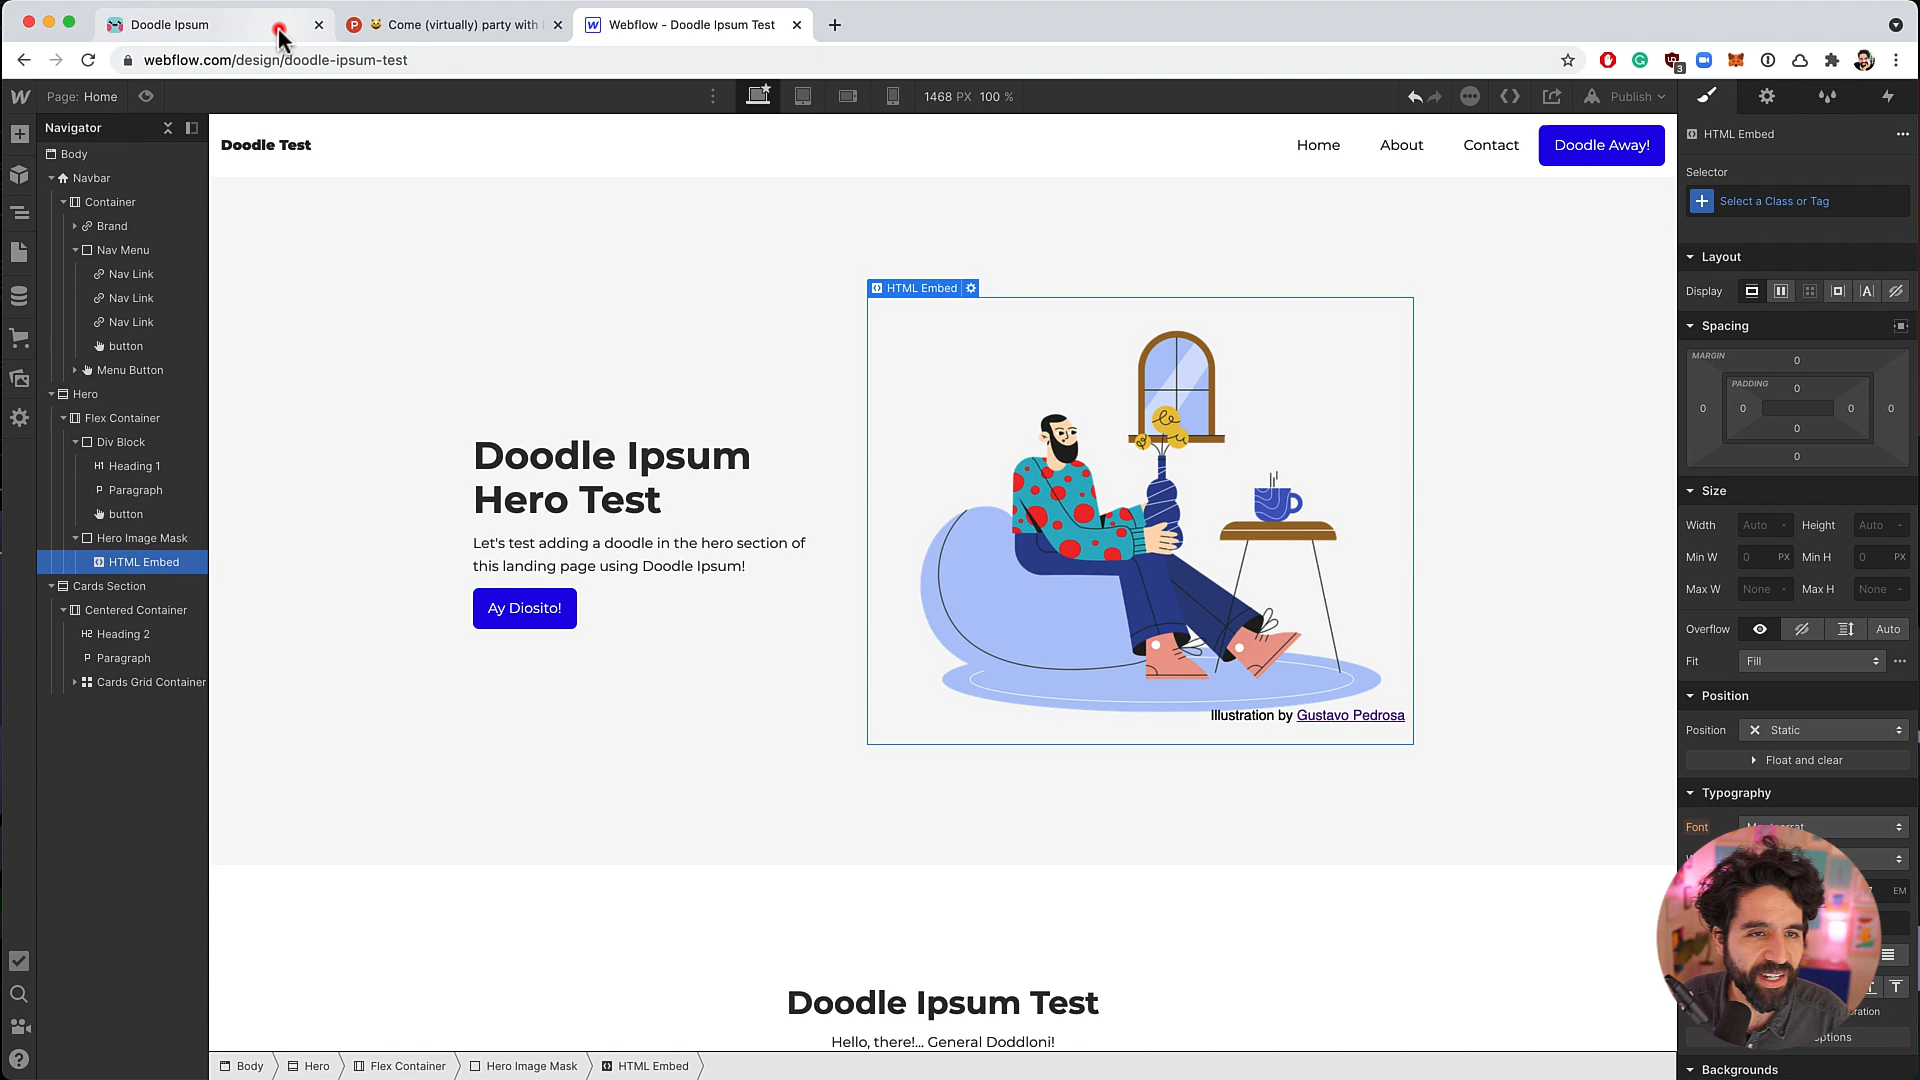 Doodle Ipsum
Come (virtually) party with
Webflow - Doodle Ipsum Test
webflow.com/design/doodle-ipsum-test
3
Page: Home
1468 PX 100 %
Publish
Navigator
Body
Navbar
Container
Brand
Nav Menu
Nav Link
Nav Link
Nav Link
button
Menu Button
Hero
Flex Container
Div Block
H1 Heading 1
P Paragraph
button
Hero Image Mask
HTML Embed
Cards Section
Centered Container
H2 Heading 2
P Paragraph
Cards Grid Container
Doodle Test
Home
About
Contact
Doodle Away!
HTML Embed
Doodle Ipsum
Hero Test
Let's test adding a doodle in the hero section of
this landing page using Doodle Ipsum!
Ay Diosito!
Illustration by Gustavo Pedrosa
Doodle Ipsum Test
Hello, there!... General Doddloni!
Body
Hero
Flex Container
Hero Image Mask
HTML Embed
HTML Embed
Selector
Select a Class or Tag
Layout
Display
Spacing
MARGIN
0
PADDING
0
0 0 0 0
0
0
Size
Width Auto - Height Auto -
Min W 0 PX Min H 0 PX
Max W None - Max H None -
Overflow Auto
Fit Fill
Position
Position Static
Float and clear
Typography
Font
EM
Backgrounds